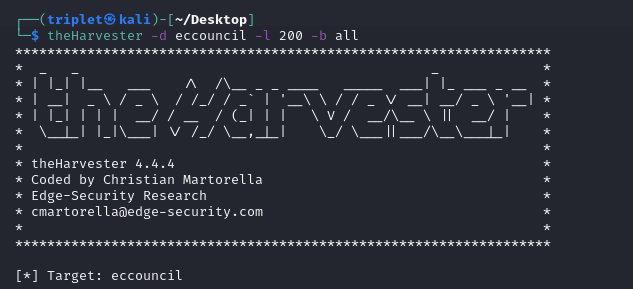 ┌──(triplet㉿kali)-[~/Desktop]
└─$ theHarvester -d eccouncil -l 200 -b all
*******************************************************************
* theHarvester *
* *
* theHarvester 4.4.4 *
* Coded by Christian Martorella *
* Edge-Security Research *
* cmartorella@edge-security.com *
* *
*******************************************************************
[*] Target: eccouncil